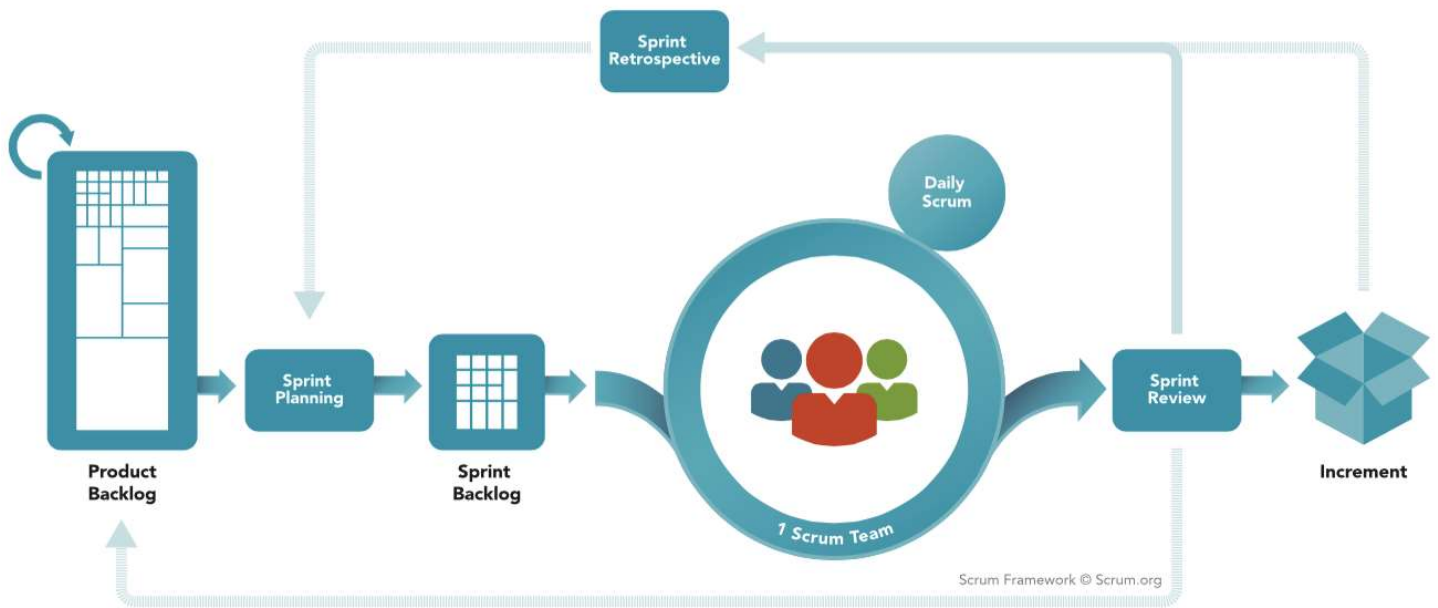 Sprint
Retrospective
Daily
Scrum
Sprint
Planning
Sprint
Review
Product
Backlog
Sprint
Backlog
Increment
1 Scrum Team
Scrum Framework © Scrum.org